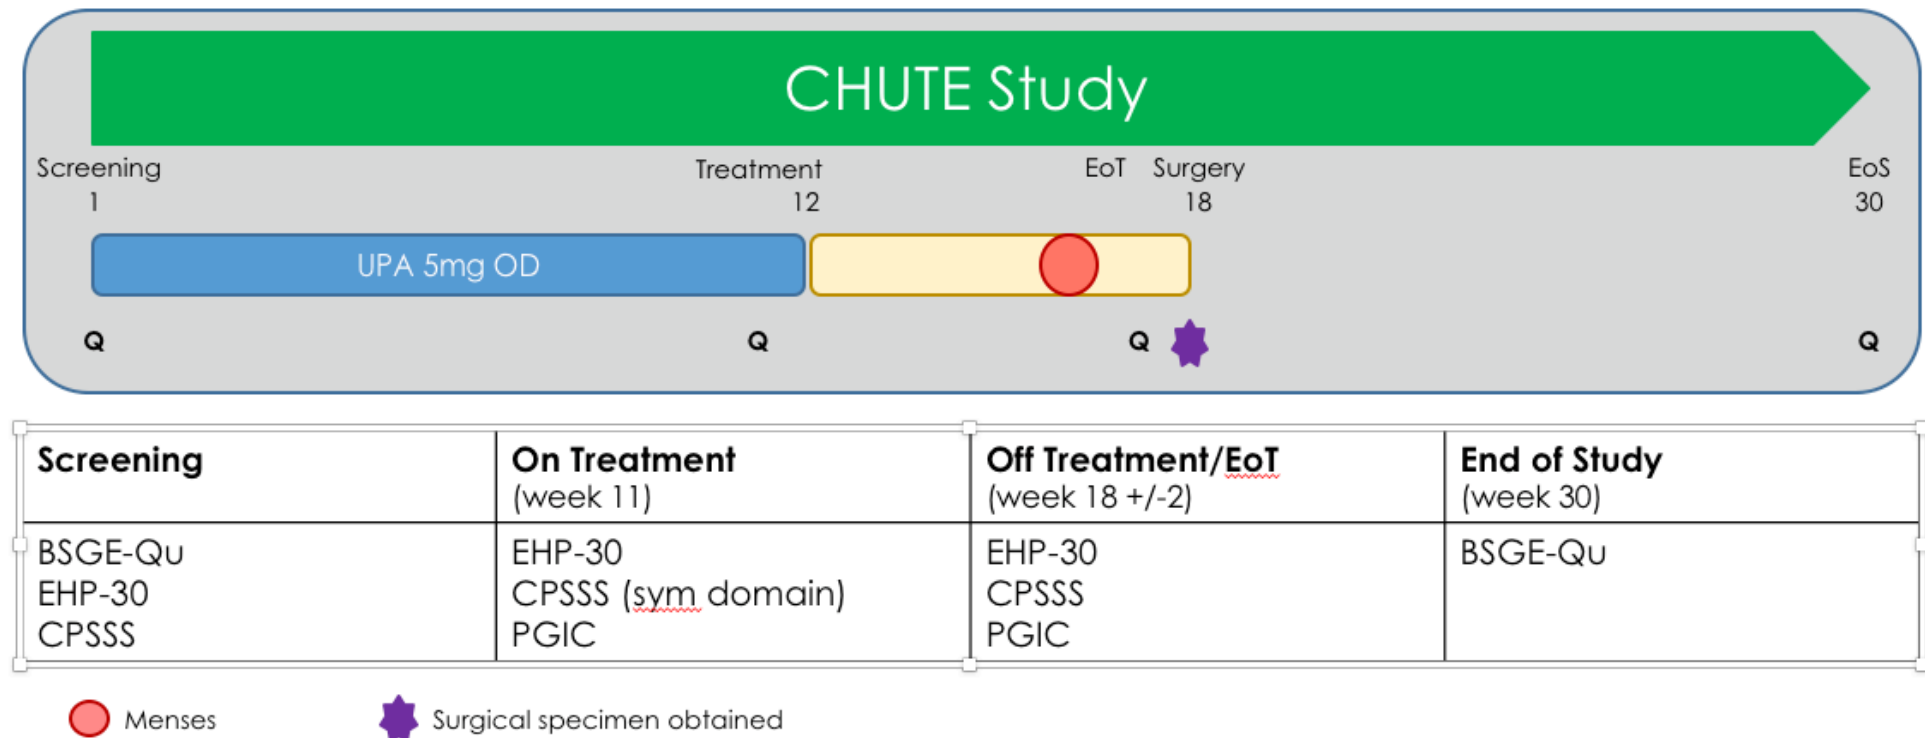 CHUTE Study
Screening Treatment EoT Surgery EoS
1 12 18 30
UPA 5mg OD
Q Q Q Q
Screening
BSGE-Qu
EHP-30
CPSSS
On Treatment
(week 11)
EHP-30
CPSSS (sym domain)
PGIC
Off Treatment/EoT
(week 18 +/-2)
EHP-30
CPSSS
PGIC
End of Study
(week 30)
BSGE-Qu
Menses
Surgical specimen obtained